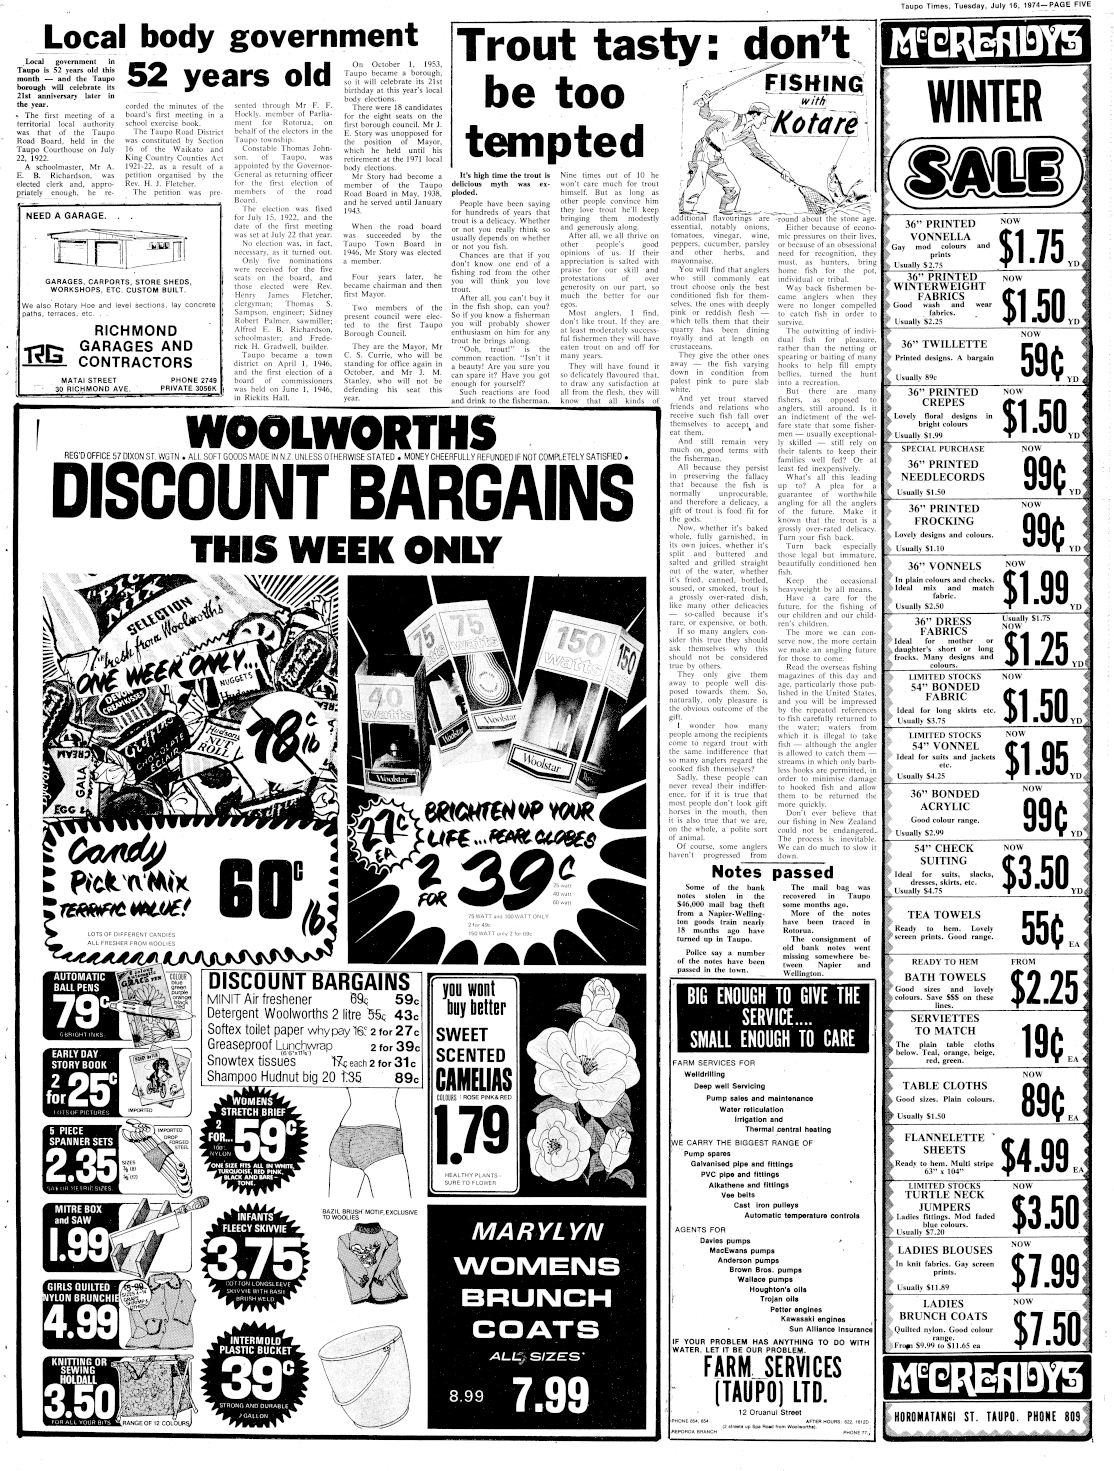 Taupo Times, Tuesday, July 16, 1974—PAGE FIVE
Local body government
52 years old
Local government in
Taupo is 52 years old this
month — and the Taupo
borough will celebrate its
21st anniversary later in
the year.
The first meeting of a
territorial local authority
was that of the Taupo
Road Board, held in the
Taupo Courthouse on July
22, 1922.
A schoolmaster, Mr A.
E. B. Richardson, was
elected clerk and, appro-
priately enough, he re-
corded the minutes of the
board's first meeting in a
school exercise book.
The Taupo Road District
was constituted by Section
16 of the Waikato and
King Country Counties Act
1921-22, as a result of a
petition organised by the
Rev. H. J. Fletcher.
The petition was pre-
sented through Mr F. F.
Hockly, member of Parlia-
ment for Rotorua, on
behalf of the electors in the
Taupo township.
Constable Thomas John-
son, of Taupo, was
appointed by the Governor-
General as returning officer
for the first election of
members of the road
Board.
The election was fixed
for July 15, 1922, and the
date of the first meeting
was set at July 22 that year.
No election was, in fact,
necessary, as it turned out.
Only five nominations
were received for the five
seats on the board, and
those elected were Rev.
Henry James Fletcher,
clergyman; Thomas S.
Sampson, engineer; Sidney
Robert Palmer, sawmiller;
Alfred E. B. Richardson,
schoolmaster; and Frede-
rick H. Gradwell, builder.
Taupo became a town
district on April 1, 1946,
and the first election of a
board of commissioners
was held on June 1, 1946,
in Rickits Hall.
On October 1, 1953,
Taupo became a borough,
so it will celebrate its 21st
birthday at this year's local
body elections.
There were 18 candidates
for the eight seats on the
first borough council. Mr J.
E. Story was unopposed for
the position of Mayor,
which he held until his
retirement at the 1971 local
body elections.
Mr Story had become a
member of the Taupo
Road Board in May, 1938,
and he served until January
1943.
When the road board
was succeeded by the
Taupo Town Board in
1946, Mr Story was elected
a member.
Four years later, he
became chairman and then
first Mayor.
Two members of the
present council were elec-
ted to the first Taupo
Borough Council.
They are the Mayor, Mr
C. S. Currie, who will be
standing for office again in
October, and Mr J. M.
Stanley, who will not be
defending his seat this
year.
NEED A GARAGE. . .
GARAGES, CARPORTS, STORE SHEDS,
WORKSHOPS, ETC. CUSTOM BUILT.
We also Rotary Hoe and level sections, lay concrete
paths, terraces, etc. . .
RG
RICHMOND
GARAGES AND
CONTRACTORS
MATAI STREET PHONE 2749
30 RICHMOND AVE. PRIVATE 3056K
Trout tasty: don't
be too
tempted
FISHING
with
Kotare
It's high time the trout is
delicious myth was ex-
ploded.
People have been saying
for hundreds of years that
trout is a delicacy. Whether
or not you really think so
usually depends on whether
or not you fish.
Chances are that if you
don't know one end of a
fishing rod from the other
you will think you love
trout.
After all, you can't buy it
in the fish shop, can you?
So if you know a fisherman
you will probably shower
enthusiasm on him for any
trout he brings along.
"Ooh, trout!" is the
common reaction. "Isn't it
a beauty! Are you sure you
can spare it? Have you got
enough for yourself?
Such reactions are food
and drink to the fisherman.
Nine times out of 10 he
won't care much for trout
himself. But as long as
other people convince him
they love trout he'll keep
bringing them modestly
and generously along.
After all, we all thrive on
other people's good
opinions of us. If their
appreciation is salted with
praise for our skill and
protestations of over
generosity on our part, so
much the better for our
egos.
Most anglers, I find,
don't like trout. If they are
at least moderately success-
ful fishermen they will have
eaten trout on and off for
many years.
They will have found it
so delicately flavoured that,
to draw any satisfaction at
all from the flesh, they will
know that all kinds of
additional flavourings are
essential, notably onions,
tomatoes, vinegar, wine,
peppers, cucumber, parsley
and other herbs, and
mayonnaise.
You will find that anglers
who still commonly eat
trout choose only the best
conditioned fish for them-
selves, the ones with deeply
pink or reddish flesh —
which tells them that their
quarry has been dining
royally and at length on
crustaceans.
They give the other ones
away — the fish varying
down in condition from
palest pink to pure slab
white.
And yet trout starved
friends and relations who
receive such fish fall over
themselves to accept and
eat them.
And still remain very
much on, good terms with
the fisherman.
All because they persist
in preserving the fallacy
that because the fish is
normally unprocurable,
and therefore a delicacy, a
gift of trout is food fit for
the gods.
Now, whether it's baked
whole, fully garnished, in
its own juices, whether it's
split and buttered and
salted and grilled straight
out of the water, whether
it's fried, canned, bottled,
soused, or smoked, trout is
a grossly over-rated dish,
like many other delicacies
— so-called because it's
rare, or expensive, or both.
If so many anglers con-
sider this true they should
ask themselves why this
should not be considered
true by others.
They only give them
away to people well dis-
posed towards them. So,
naturally, only pleasure is
the obvious outcome of the
gift.
I wonder how many
people among the recipients
come to regard trout with
the same indifference that
so many anglers regard the
cooked fish themselves?
Sadly, these people can
never reveal their indiffer-
ence, for if it is true that
most people don't look gift
horses in the mouth, then
it is also true that we are,
on the whole, a polite sort
of animal.
Of course, some anglers
haven't progressed from
-round about the stone age.
Either because of econo-
mic pressures on their lives,
or because of an obsessional
need for recognition, they
must, as hunters, bring
home fish for the pot,
individual or tribal.
Way back fishermen be-
came anglers when they
were no longer compelled
to catch fish in order to
survive.
The outwitting of indivi-
dual fish for pleasure,
rather than the netting or
spearing or baiting of many
hooks to help fill empty
bellies, turned the hunt
into a recreation.
But there are many
fishers, as opposed to
anglers, still around. Is it
an indictment of the wel-
fare state that some fisher-
men — usually exceptional-
ly skilled — still rely on
their talents to keep their
families well fed? Or at
least fed inexpensively.
What's all this leading
up to? A plea for a
guarantee of worthwhile
angling for all the anglers
of the future. Make it
known that the trout is a
grossly over-rated delicacy.
Turn your fish back.
Turn back especially
those legal but immature,
beautifully conditioned hen
fish.
Keep the occasional
heavyweight by all means.
Have a care for the
future, for the fishing of
our children and our child-
ren's children.
The more we can con-
serve now, the more certain
we make an angling future
for those to come.
Read the overseas fishing
magazines of this day and
age, particularly those pub-
lished in the United States,
and you will be impressed
by the repeated references
to fish carefully returned to
the water; waters from
which it is illegal to take
fish — although the angler
is allowed to catch them —
streams in which only barb-
less hooks are permitted, in
order to minimise damage
to hooked fish and allow
them to be returned the
more quickly.
Don't ever believe that
our fishing in New Zealand
could not be endangered.
The process is inevitable.
We can do much to slow it
down.
Notes passed
Some of the bank
notes stolen in the
$46,000 mail bag theft
from a Napier-Welling-
ton goods train nearly
18 months ago have
turned up in Taupo.
Police say a number
of the notes have been
passed in the town.
The mail bag was
recovered in Taupo
some months ago.
More of the notes
have been traced in
Rotorua.
The consignment of
old bank notes went
missing somewhere be-
tween Napier and
Wellington.
WOOLWORTHS
REG'D OFFICE 57 DIXON ST. WGTN • ALL SOFT GOODS MADE IN N.Z. UNLESS OTHERWISE STATED • MONEY CHEERFULLY REFUNDED IF NOT COMPLETELY SATISFIED •
DISCOUNT BARGAINS
THIS WEEK ONLY
SELECTION
"fresh from Woolworths"
ONE WEEK ONLY...
NUGGETS
Hudsons
NUT
ROLL
CHOCOLATE
GALA
EGG &
78c lb
Candy
Pick 'n' Mix
TERRIFIC VALUE!
60c lb
LOTS OF DIFFERENT CANDIES
ALL FRESHER FROM WOOLIES
40 watts
75
75 watts
150 watts
150
Woolstar
Woolstar
Woolstar
27c EA
BRIGHTEN UP YOUR
LIFE...PEARL GLOBES
2 FOR 39c
25 watt
40 watt
60 watt
75 WATT and 100 WATT ONLY
2 for 49c
150 WATT only 2 for 69c
AUTOMATIC
BALL PENS
79c
6 BRIGHT INKS
COLOUR
blue
green
purple
orange
black
red
EARLY DAY
STORY BOOK
2 for 25c
LOTS OF PICTURES
IMPORTED
5 PIECE
SPANNER SETS
2.35
SAE OR METRIC SIZES
IMPORTED
DROP
FORGED
STEEL
SIZES
MITRE BOX
and SAW
1.99
GIRLS QUILTED
NYLON BRUNCHIE
4.99
KNITTING OR
SEWING
HOLDALL
3.50
FOR ALL YOUR BITS
RANGE OF 12 COLOURS
DISCOUNT BARGAINS
MINIT Air freshener 69c 59c
Detergent Woolworths 2 litre 55c 43c
Softex toilet paper why pay 16c 2 for 27c
Greaseproof Lunchwrap 2 for 39c
Snowtex tissues 17c each 2 for 31c
Shampoo Hudnut big 20 1.35 89c
WOMENS
STRETCH BRIEF
2 FOR... 59c
100% NYLON
ONE SIZE FITS ALL IN WHITE,
TURQUOISE, RED PINK,
BLACK AND BARE-
TONE.
INFANTS
FLEECY SKIVVIE
3.75
COTTON LONGSLEEVE
SKIVVIE WITH BASIL
BRUSH WELD
BAZIL BRUSH MOTIF, EXCLUSIVE
TO WOOLIES
INTERMOLD
PLASTIC BUCKET
39c
STRONG AND DURABLE
2 GALLON
you wont
buy better
SWEET
SCENTED
CAMELIAS
COLOURS : ROSE PINK & RED
1.79
HEALTHY PLANTS -
SURE TO FLOWER
MARYLYN
WOMENS
BRUNCH
COATS
ALL SIZES
8.99 7.99
BIG ENOUGH TO GIVE THE
SERVICE....
SMALL ENOUGH TO CARE
FARM SERVICES FOR
Welldrilling
Deep well Servicing
Pump sales and maintenance
Water reticulation
Irrigation and
Thermal central heating
WE CARRY THE BIGGEST RANGE OF
Pump spares
Galvanised pipe and fittings
PVC pipe and fittings
Alkathene and fittings
Vee belts
Cast iron pulleys
Automatic temperature controls
AGENTS FOR
Davies pumps
MacEwans pumps
Anderson pumps
Brown Bros. pumps
Wallace pumps
Houghton's oils
Trojan oils
Petter engines
Kawasaki engines
Sun Alliance Insurance
IF YOUR PROBLEM HAS ANYTHING TO DO WITH
WATER. LET IT BE OUR PROBLEM.
FARM SERVICES
(TAUPO) LTD.
12 Oruanui Street
PHONE 854, 654 AFTER HOURS: 822, 1612D
(2 streets up Spa Road from Woolworths).
REPOROA BRANCH PHONE 77
McCREADYS
WINTER
SALE
36" PRINTED
VONNELLA
Gay mod colours and
prints
Usually $2.75
NOW
$1.75 YD
36" PRINTED
WINTERWEIGHT
FABRICS
Good wash and wear
fabrics.
Usually $2.25
NOW
$1.50 YD
36" TWILLETTE
Printed designs. A bargain
Usually 89c
NOW
59¢ YD
36" PRINTED
CREPES
Lovely floral designs in
bright colours
Usually $1.99
NOW
$1.50 YD
SPECIAL PURCHASE
36" PRINTED
NEEDLECORDS
Usually $1.50
NOW
99¢ YD
36" PRINTED
FROCKING
Lovely designs and colours.
Usually $1.10
NOW
99¢ YD
36" VONNELS
In plain colours and checks.
Ideal mix and match
fabric.
Usually $2.50
NOW
$1.99 YD
36" DRESS
FABRICS
Ideal for mother or
daughter's short or long
frocks. Many designs and
colours.
Usually $1.75
NOW
$1.25 YD
LIMITED STOCKS
54" BONDED
FABRIC
Ideal for long skirts etc.
Usually $3.75
NOW
$1.50 YD
LIMITED STOCKS
54" VONNEL
Ideal for suits and jackets
etc.
Usually $4.25
NOW
$1.95 YD
36" BONDED
ACRYLIC
Good colour range.
Usually $2.99
NOW
99¢ YD
54" CHECK
SUITING
Ideal for suits, slacks,
dresses, skirts, etc.
Usually $4.75
NOW
$3.50 YD
TEA TOWELS
Ready to hem. Lovely
screen prints. Good range.
55¢ EA
READY TO HEM
BATH TOWELS
Good sizes and lovely
colours. Save $$$ on these
lines.
FROM
$2.25
SERVIETTES
TO MATCH
The plain table cloths
below. Teal, orange, beige,
red, green.
19¢ EA
TABLE CLOTHS
Good sizes. Plain colours.
Usually $1.50
NOW
89¢ EA
FLANNELETTE
SHEETS
Ready to hem. Multi stripe
63" x 104"
NOW
$4.99 EA
LIMITED STOCKS
TURTLE NECK
JUMPERS
Ladies fittings. Mod faded
blue colours.
Usually $7.20
NOW
$3.50
LADIES BLOUSES
In knit fabrics. Gay screen
prints.
Usually $11.89
NOW
$7.99
LADIES
BRUNCH COATS
Quilted nylon. Good colour
range.
From $9.99 to $11.65 ea
NOW
$7.50
McCREADYS
HOROMATANGI ST. TAUPO. PHONE 809